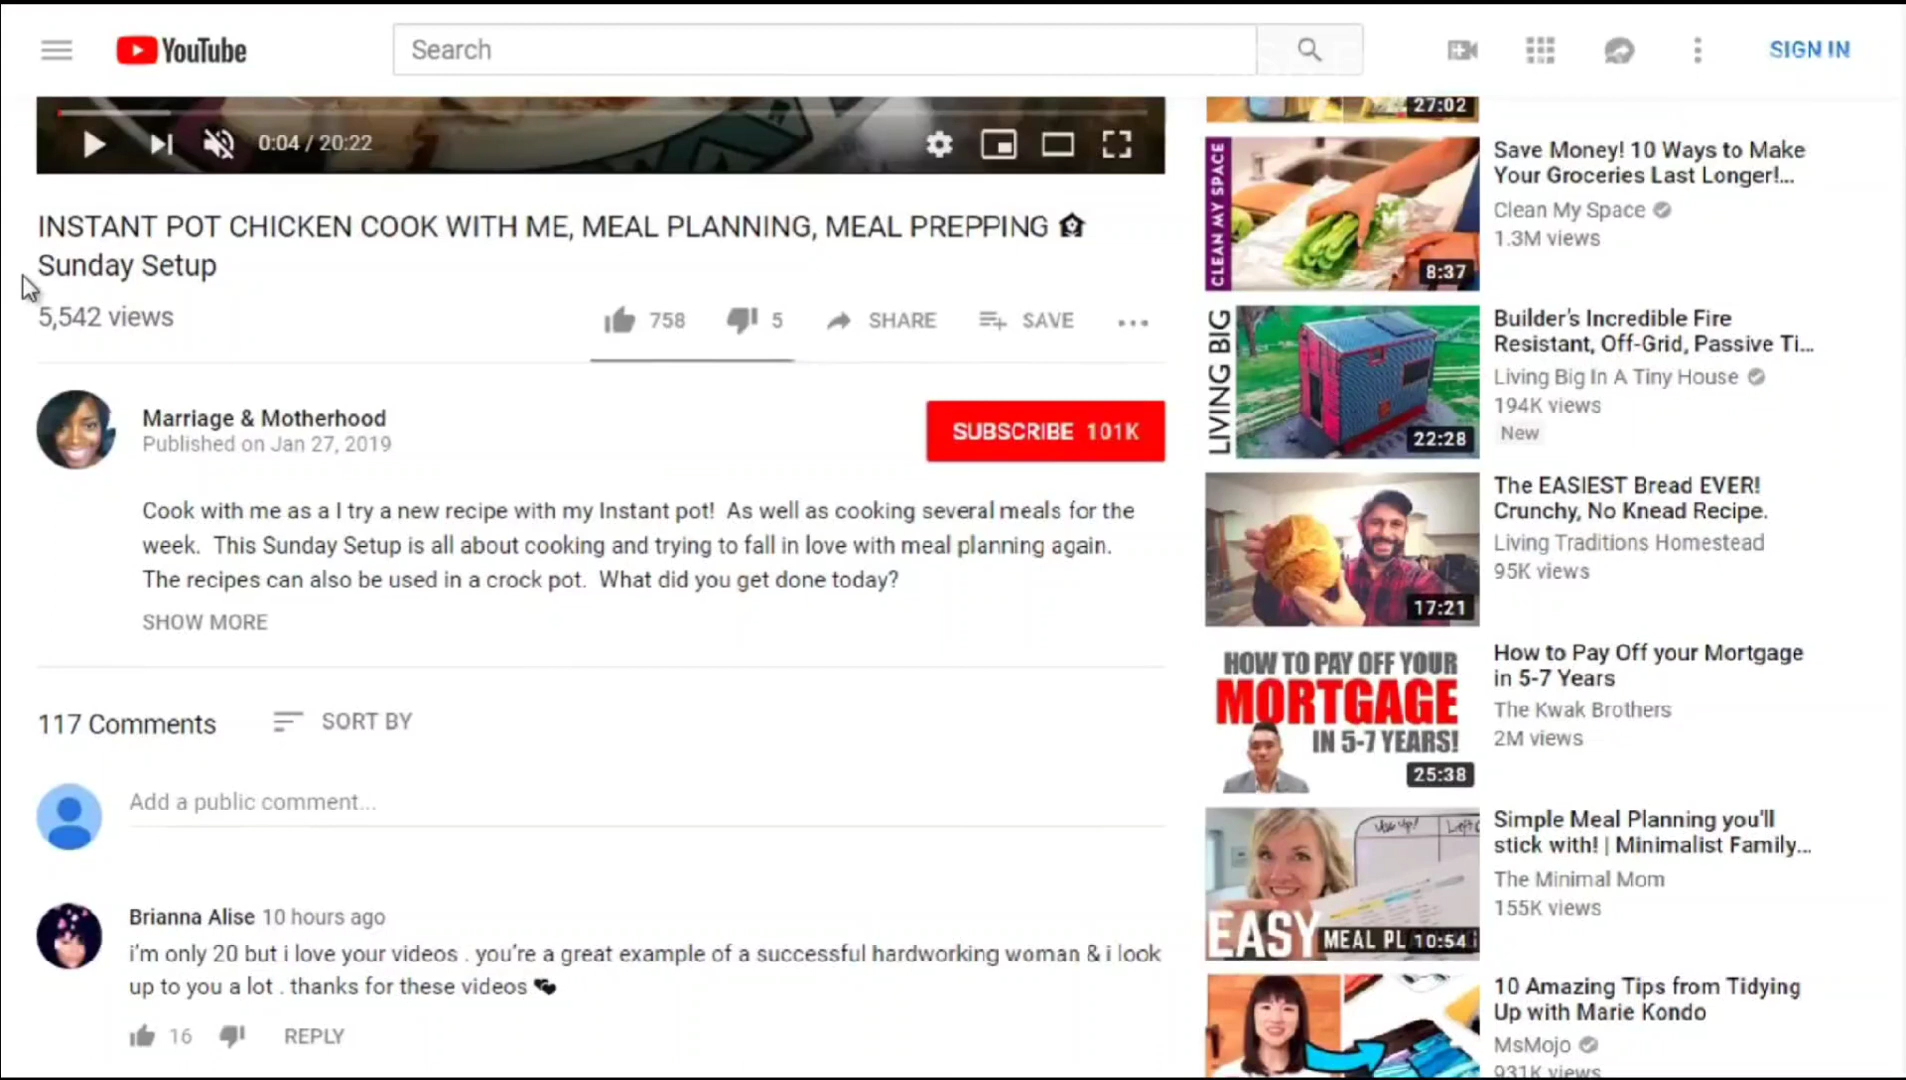 YouTube
Search
SIGN IN
0:04 / 20:22
INSTANT POT CHICKEN COOK WITH ME, MEAL PLANNING, MEAL PREPPING
Sunday Setup
5,542 views
758
5
SHARE
SAVE
Marriage & Motherhood
Published on Jan 27, 2019
SUBSCRIBE 101K
Cook with me as a I try a new recipe with my Instant pot! As well as cooking several meals for the
week. This Sunday Setup is all about cooking and trying to fall in love with meal planning again.
The recipes can also be used in a crock pot. What did you get done today?
SHOW MORE
117 Comments
SORT BY
Add a public comment...
Brianna Alise 10 hours ago
i'm only 20 but i love your videos . you're a great example of a successful hardworking woman & i look
up to you a lot . thanks for these videos
16
REPLY
27:02
CLEAN MY SPACE
8:37
Save Money! 10 Ways to Make
Your Groceries Last Longer!...
Clean My Space
1.3M views
LIVING BIG
22:28
Builder's Incredible Fire
Resistant, Off-Grid, Passive Ti...
Living Big In A Tiny House
194K views
New
17:21
The EASIEST Bread EVER!
Crunchy, No Knead Recipe.
Living Traditions Homestead
95K views
HOW TO PAY OFF YOUR
MORTGAGE
IN 5-7 YEARS!
25:38
How to Pay Off your Mortgage
in 5-7 Years
The Kwak Brothers
2M views
Use up!
EASY MEAL PL
10:54
Simple Meal Planning you'll
stick with! | Minimalist Family...
The Minimal Mom
155K views
10 Amazing Tips from Tidying
Up with Marie Kondo
MsMojo
931K views